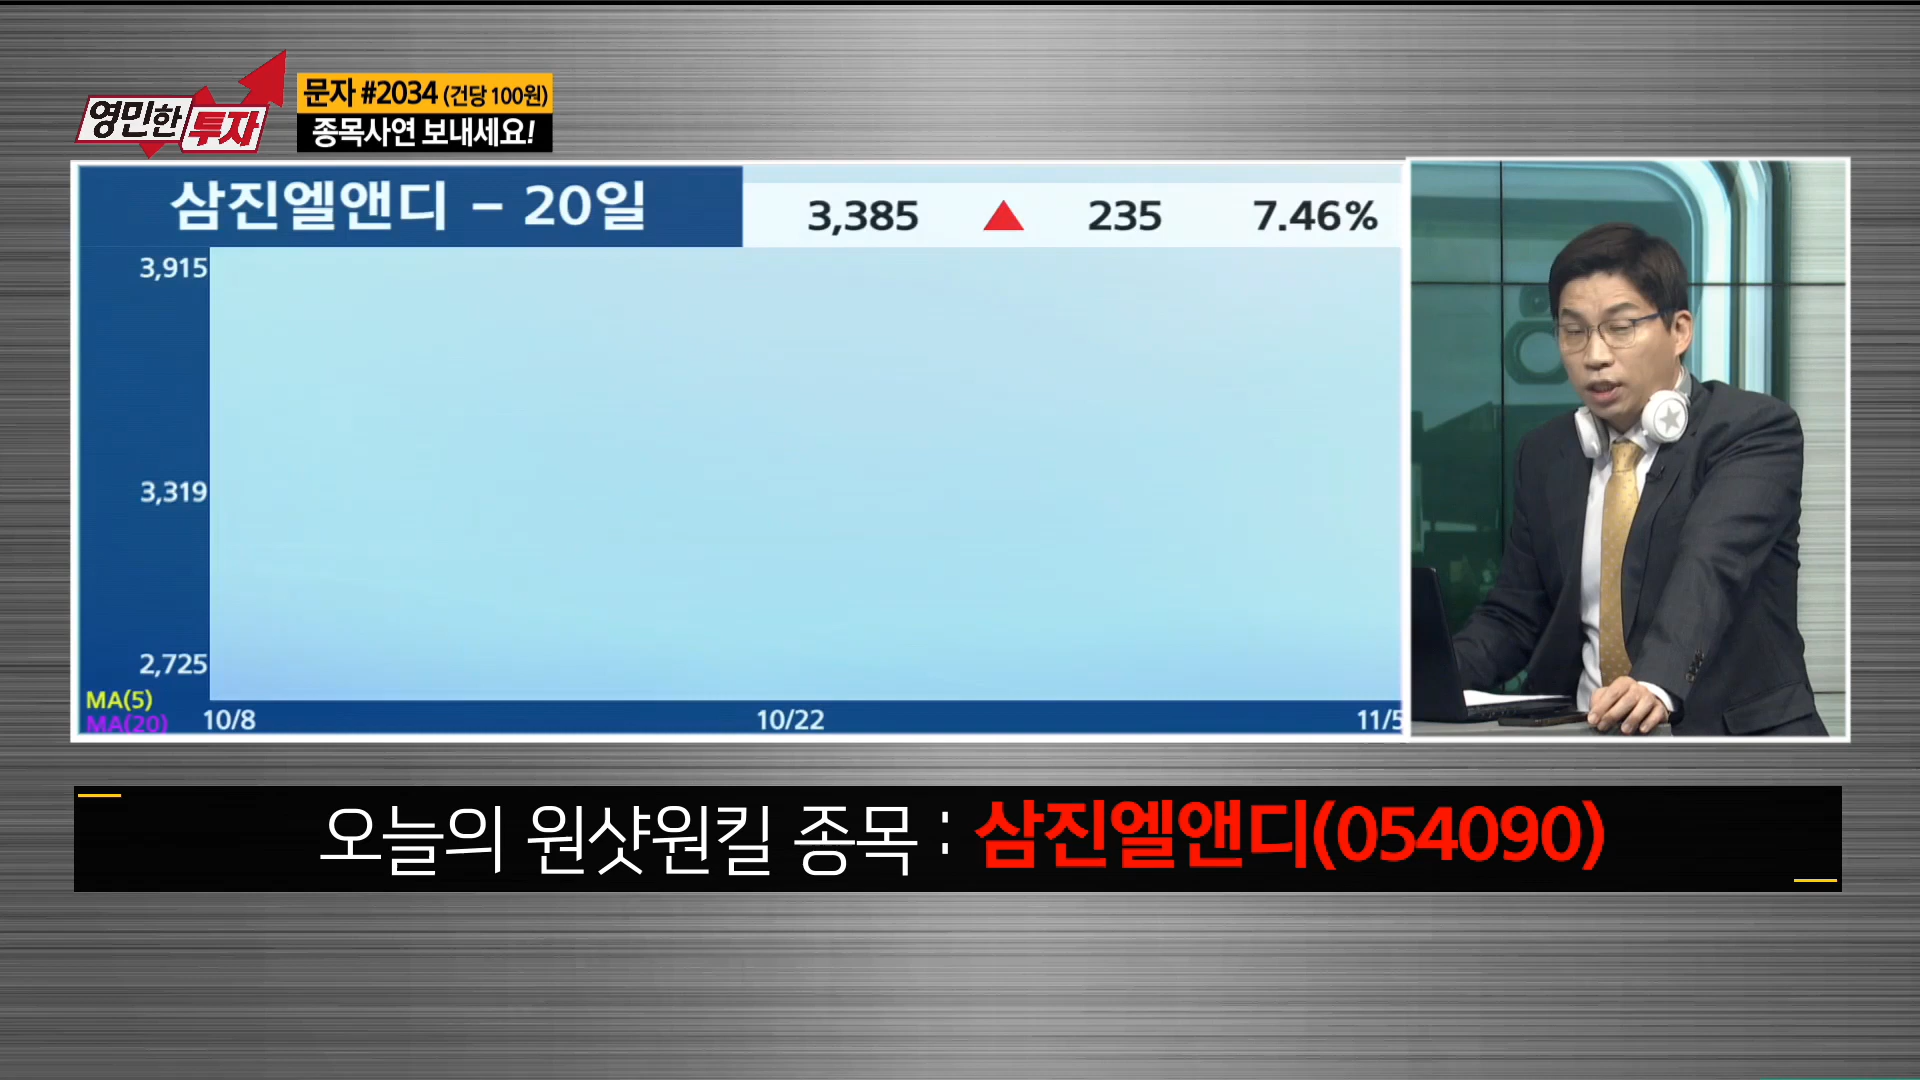 영민한 투자
문자 #2034 (건당 100원)
종목사연 보내세요!
삼진엘앤디 - 20일
3,385 ▲ 235 7.46%
3,915
3,319
2,725
MA(5)
MA(20)
10/8 10/22 11/5
오늘의 원샷원킬 종목 : 삼진엘앤디(054090)